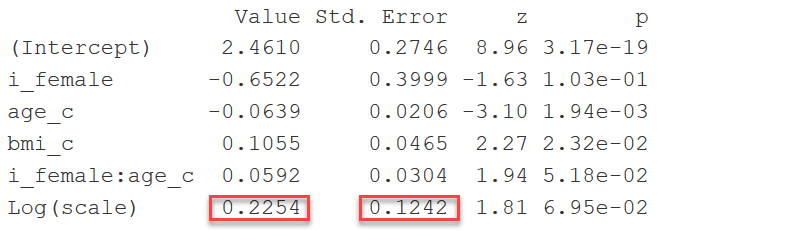 Value Std. Error z p
(Intercept) 2.4610 0.2746 8.96 3.17e-19
i_female -0.6522 0.3999 -1.63 1.03e-01
age_c -0.0639 0.0206 -3.10 1.94e-03
bmi_c 0.1055 0.0465 2.27 2.32e-02
i_female:age_c 0.0592 0.0304 1.94 5.18e-02
Log(scale) 0.2254 0.1242 1.81 6.95e-02